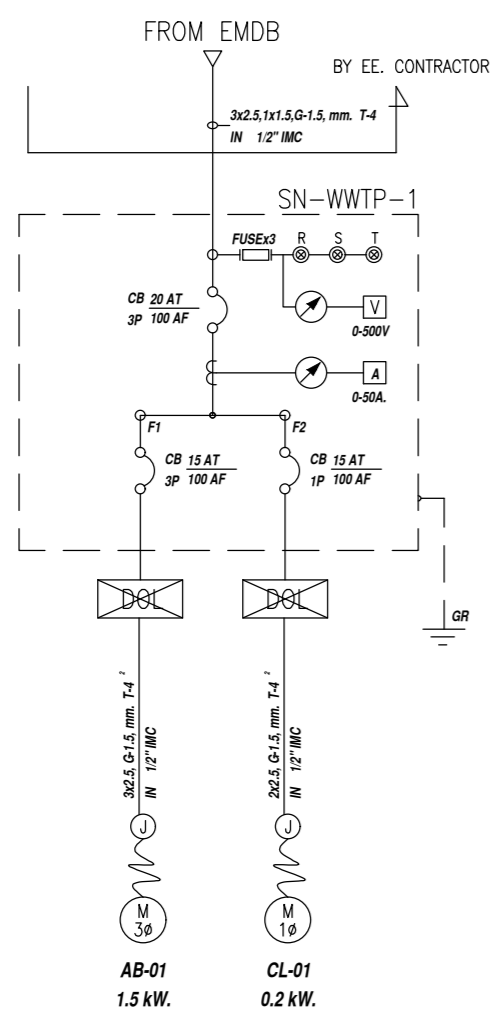 FROM EMDB
BY EE. CONTRACTOR
3x2.5,1x1.5,G-1.5, mm. T-4
IN 1/2" IMC
SN-WWTP-1
FUSEx3
R S T
CB 20 AT
3P 100 AF
V
0-500V
A
0-50A.
F1
F2
CB 15 AT
3P 100 AF
CB 15 AT
1P 100 AF
DOL
DOL
GR
3x2.5, G-1.5, mm. T-4 ²
IN 1/2" IMC
2x2.5, G-1.5, mm. T-4 ²
IN 1/2" IMC
J
J
M
3ø
M
1ø
AB-01
1.5 kW.
CL-01
0.2 kW.